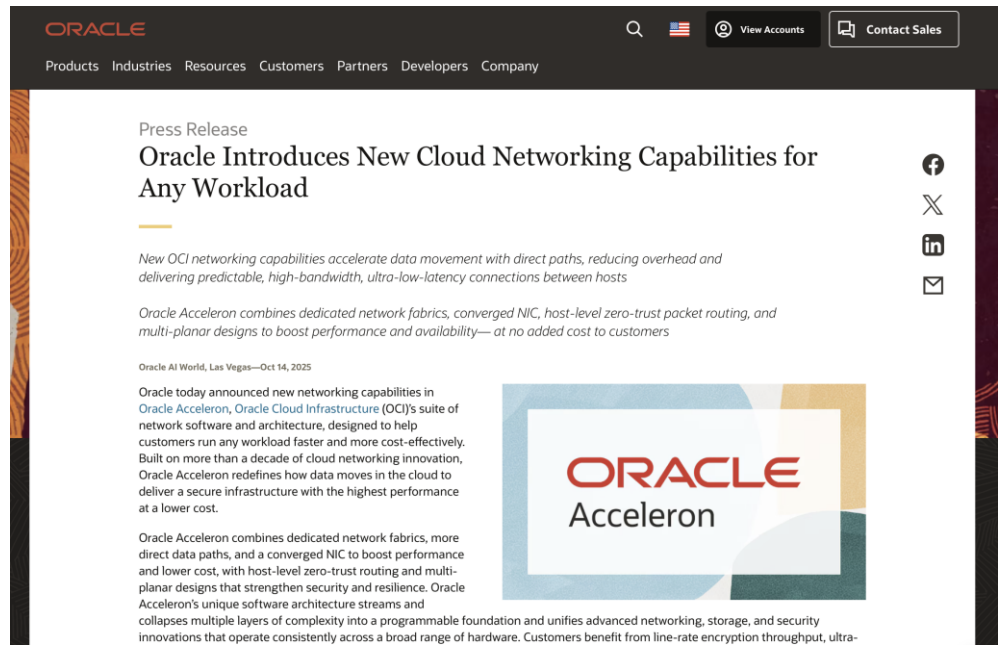 ORACLE
View Accounts
Contact Sales
Products Industries Resources Customers Partners Developers Company
Press Release
Oracle Introduces New Cloud Networking Capabilities for
Any Workload
New OCI networking capabilities accelerate data movement with direct paths, reducing overhead and
delivering predictable, high-bandwidth, ultra-low-latency connections between hosts
Oracle Acceleron combines dedicated network fabrics, converged NIC, host-level zero-trust packet routing, and
multi-planar designs to boost performance and availability— at no added cost to customers
Oracle AI World, Las Vegas—Oct 14, 2025
Oracle today announced new networking capabilities in
Oracle Acceleron, Oracle Cloud Infrastructure (OCI)'s suite of
network software and architecture, designed to help
customers run any workload faster and more cost-effectively.
Built on more than a decade of cloud networking innovation,
Oracle Acceleron redefines how data moves in the cloud to
deliver a secure infrastructure with the highest performance
at a lower cost.
ORACLE
Acceleron
Oracle Acceleron combines dedicated network fabrics, more
direct data paths, and a converged NIC to boost performance
and lower cost, with host-level zero-trust routing and multi-
planar designs that strengthen security and resilience. Oracle
Acceleron's unique software architecture streams and
collapses multiple layers of complexity into a programmable foundation and unifies advanced networking, storage, and security
innovations that operate consistently across a broad range of hardware. Customers benefit from line-rate encryption throughput, ultra-